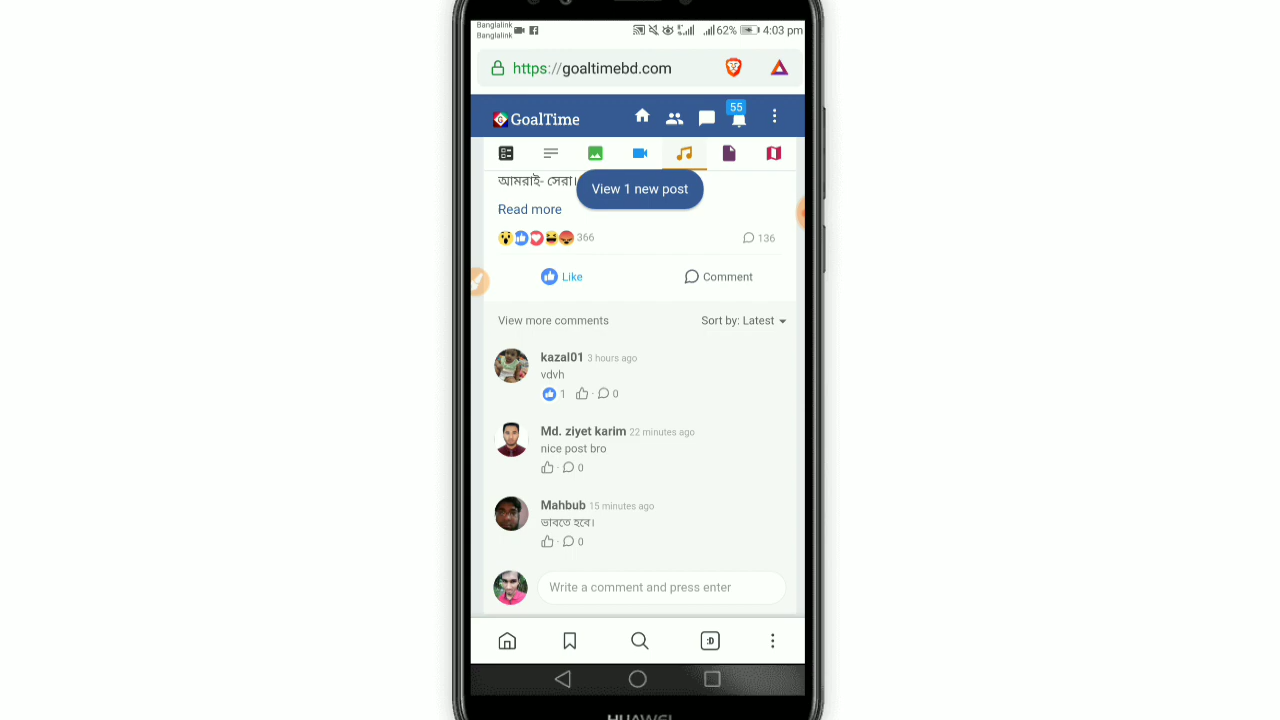 Banglalink
Banglalink
62% 4:03 pm
https://goaltimebd.com
GoalTime
55
আমরাই- সেরা।
View 1 new post
Read more
366
136
Like
Comment
View more comments
Sort by: Latest
kazal01 3 hours ago
vdvh
1 · 0
Md. ziyet karim 22 minutes ago
nice post bro
· 0
Mahbub 15 minutes ago
ভাবতে হবে।
· 0
Write a comment and press enter
:D
HUAWEI